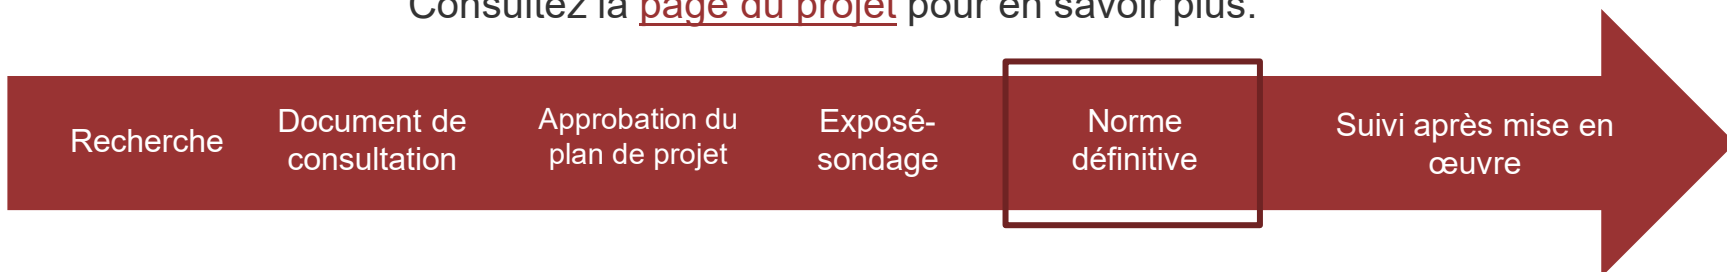 Consultez la page du projet pour en savoir plus.
Recherche
Document de
consultation
Approbation du
plan de projet
Exposé-
sondage
Norme
définitive
Suivi après mise en
œuvre